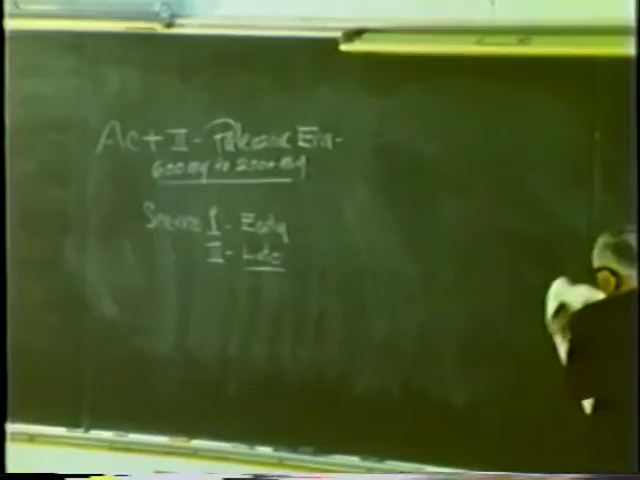 Act II - Paleozoic Era -
600 my to 200+ my
Scene I - Early
II - Late